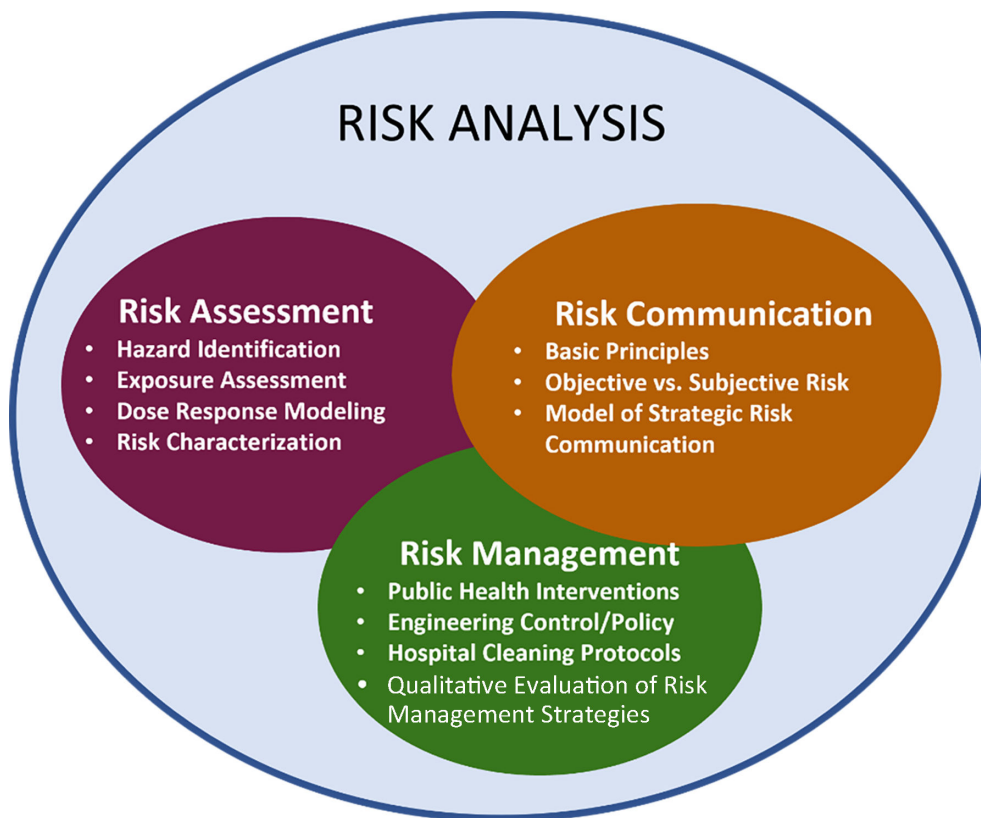 RISK ANALYSIS
Risk Assessment
• Hazard Identification
• Exposure Assessment
• Dose Response Modeling
• Risk Characterization
Risk Communication
• Basic Principles
• Objective vs. Subjective Risk
• Model of Strategic Risk
Communication
Risk Management
• Public Health Interventions
• Engineering Control/Policy
• Hospital Cleaning Protocols
• Qualitative Evaluation of Risk
Management Strategies